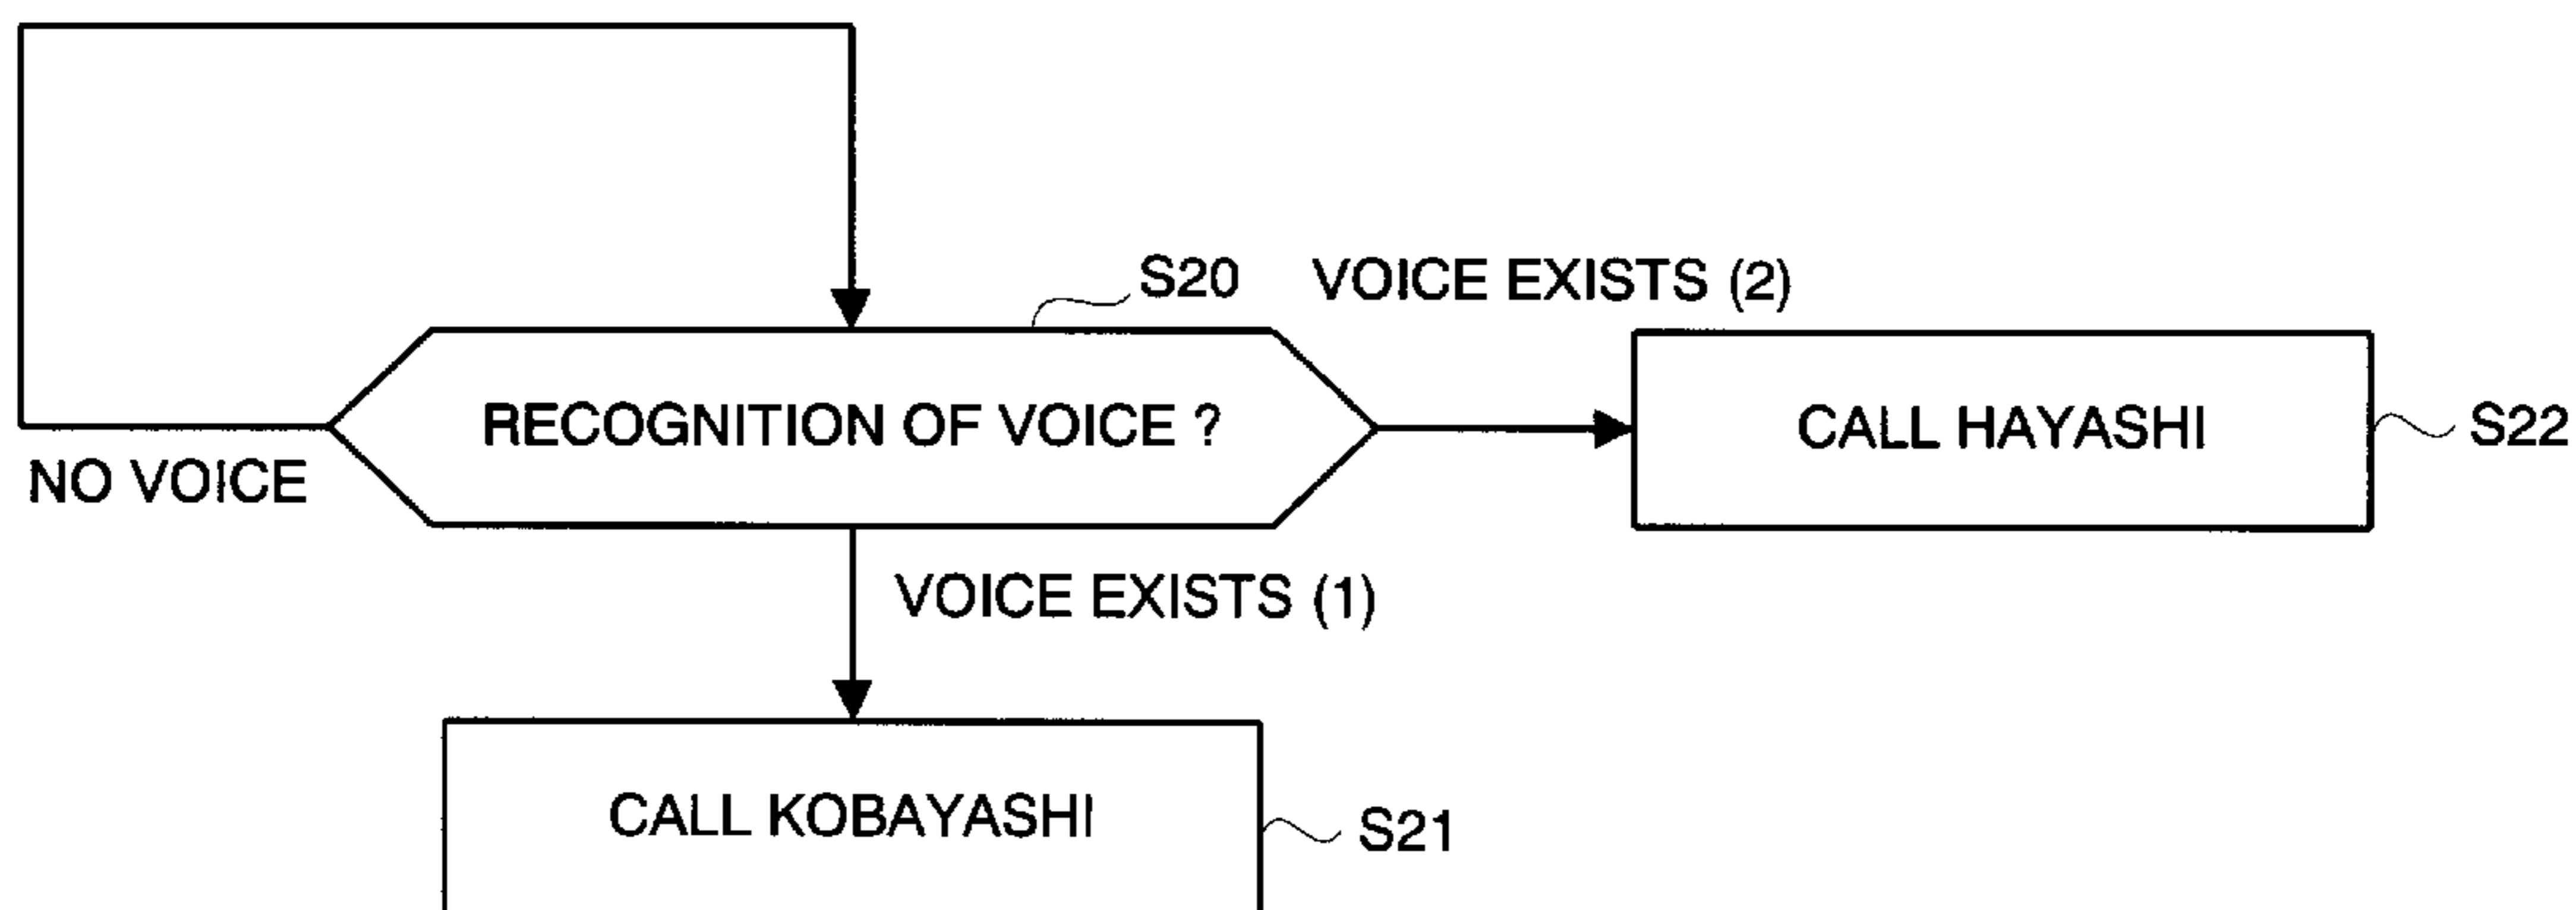 S20
VOICE EXISTS (2)
RECOGNITION OF VOICE ?
CALL HAYASHI
S22
NO VOICE
VOICE EXISTS (1)
CALL KOBAYASHI
S21